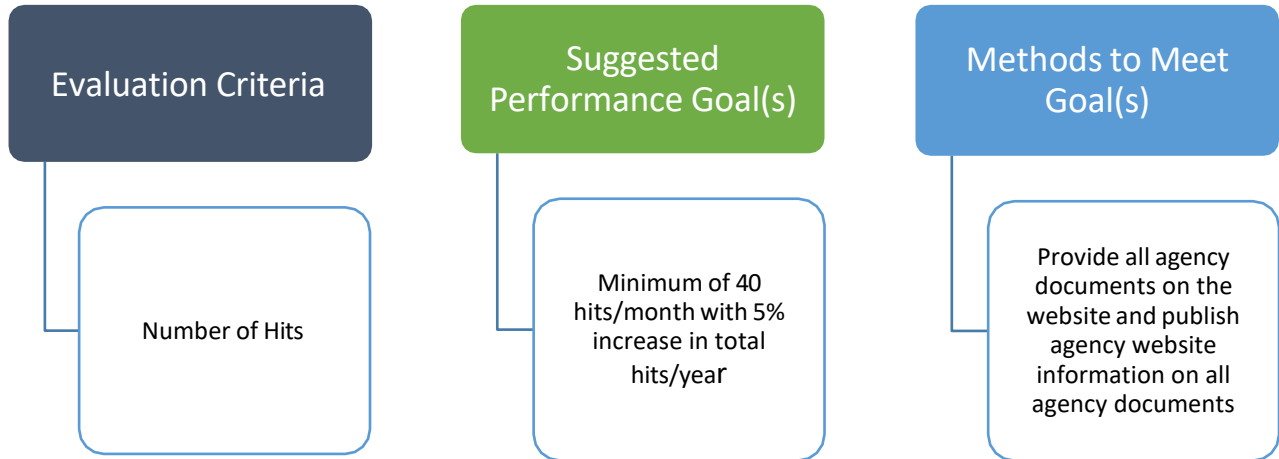 Evaluation Criteria
Number of Hits
Suggested
Performance Goal(s)
Minimum of 40
hits/month with 5%
increase in total
hits/year
Methods to Meet
Goal(s)
Provide all agency
documents on the
website and publish
agency website
information on all
agency documents